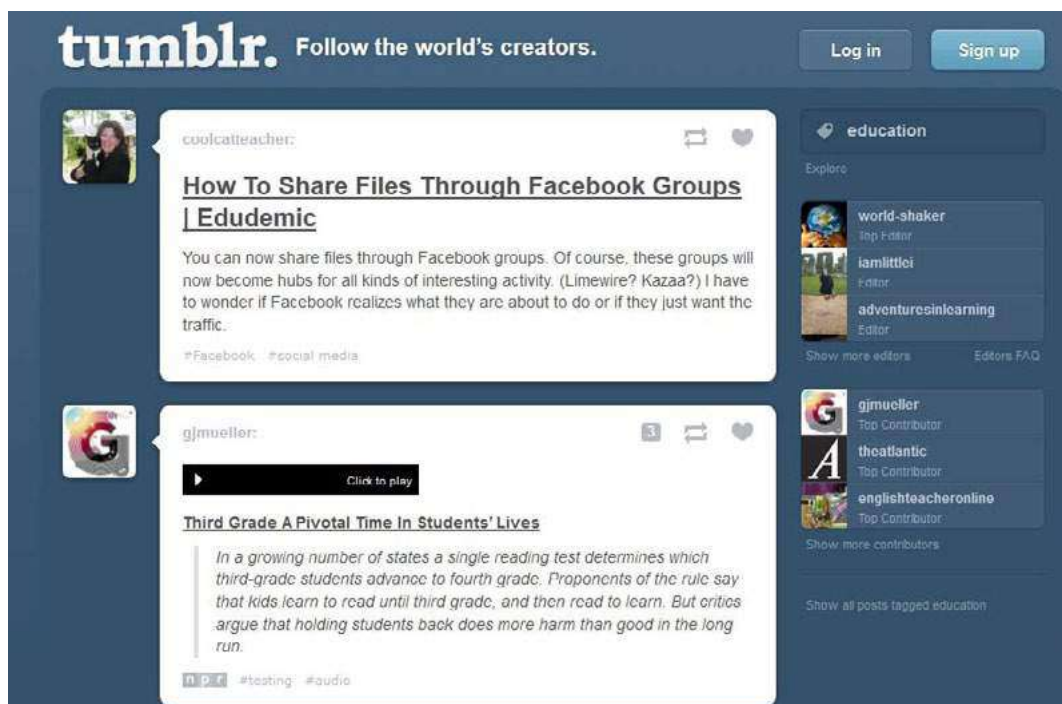 tumblr. Follow the world's creators.
Log in
Sign up
coolcatteacher:
How To Share Files Through Facebook Groups
| Edudemic
You can now share files through Facebook groups. Of course, these groups will
now become hubs for all kinds of interesting activity. (Limewire? Kazaa?) I have
to wonder if Facebook realizes what they are about to do or if they just want the
traffic.
#Facebook #social media
gjmueller:
3
Click to play
Third Grade A Pivotal Time In Students' Lives
In a growing number of states a single reading test determines which
third-grade students advance to fourth grade. Proponents of the rule say
that kids learn to read until third grade, and then read to learn. But critics
argue that holding students back does more harm than good in the long
run.
npr #testing #audio
education
Explore
world-shaker
Top Editor
iamlittlei
Editor
adventuresinlearning
Editor
Show more editors
Editors FAQ
G
gjmueller
Top Contributor
A
theatlantic
Top Contributor
englishteacheronline
Top Contributor
Show more contributors
Show all posts tagged education